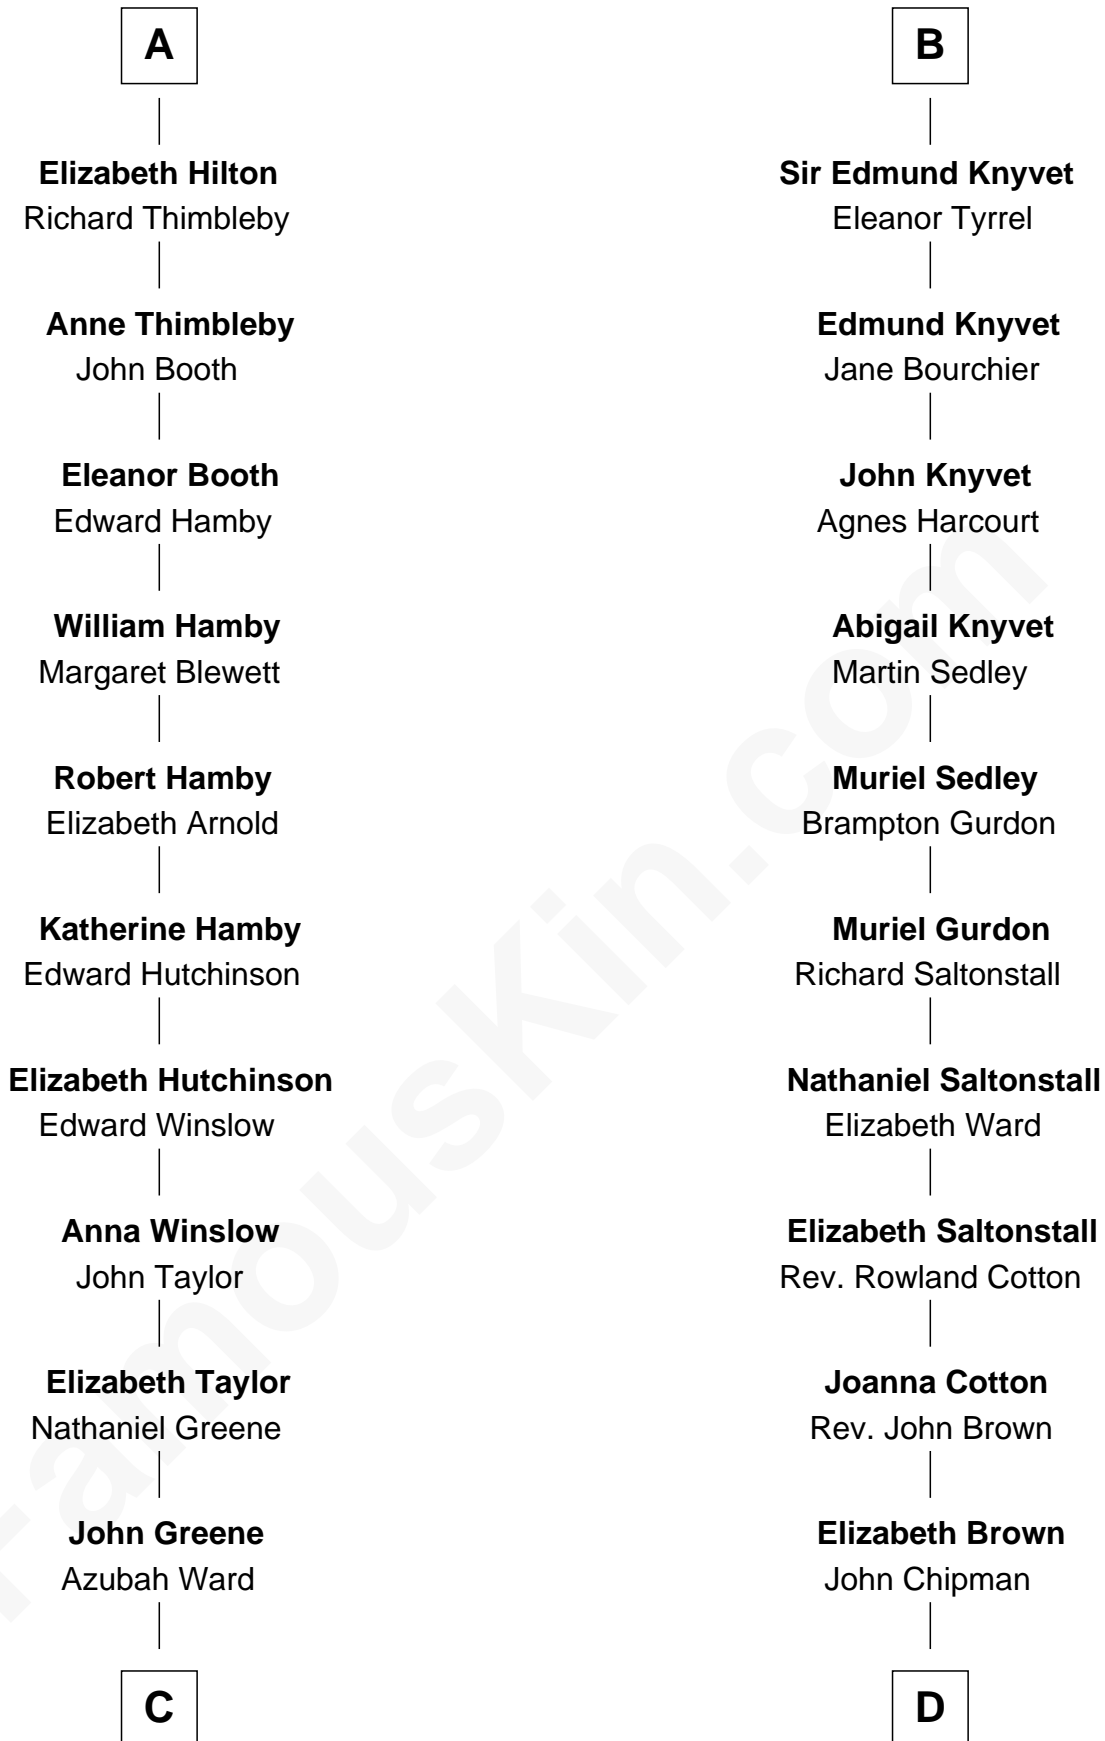 A
Elizabeth Hilton
Richard Thimbleby
Anne Thimbleby
John Booth
Eleanor Booth
Edward Hamby
William Hamby
Margaret Blewett
Robert Hamby
Elizabeth Arnold
Katherine Hamby
Edward Hutchinson
Elizabeth Hutchinson
Edward Winslow
Anna Winslow
John Taylor
Elizabeth Taylor
Nathaniel Greene
John Greene
Azubah Ward
C
B
Sir Edmund Knyvet
Eleanor Tyrrel
Edmund Knyvet
Jane Bourchier
John Knyvet
Agnes Harcourt
Abigail Knyvet
Martin Sedley
Muriel Sedley
Brampton Gurdon
Muriel Gurdon
Richard Saltonstall
Nathaniel Saltonstall
Elizabeth Ward
Elizabeth Saltonstall
Rev. Rowland Cotton
Joanna Cotton
Rev. John Brown
Elizabeth Brown
John Chipman
D
FamousKin.com